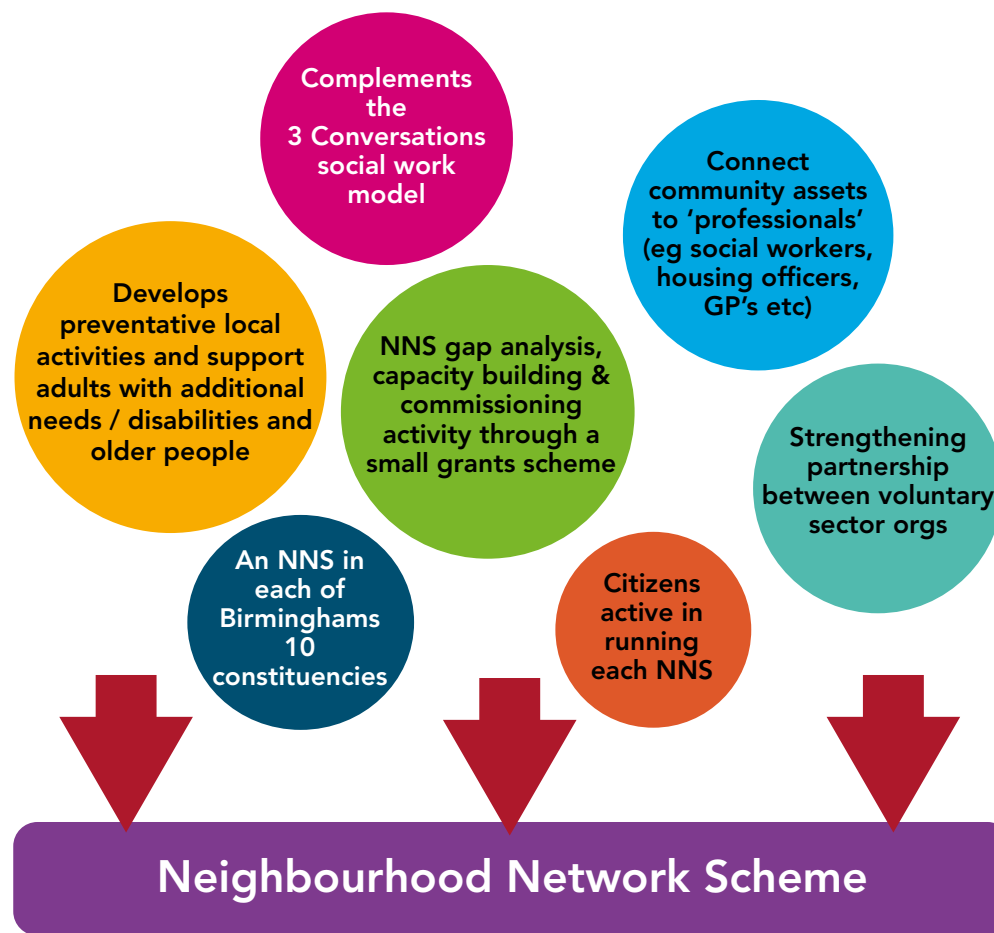 Complements
the
3 Conversations
social work
model
Connect
community assets
to ‘professionals’
(eg social workers,
housing officers,
GP’s etc)
Develops
preventative local
activities and support
adults with additional
needs / disabilities and
older people
NNS gap analysis,
capacity building &
commissioning
activity through a
small grants scheme
Strengthening
partnership
between voluntary
sector orgs
An NNS in
each of
Birminghams
10
constituencies
Citizens
active in
running
each NNS
Neighbourhood Network Scheme